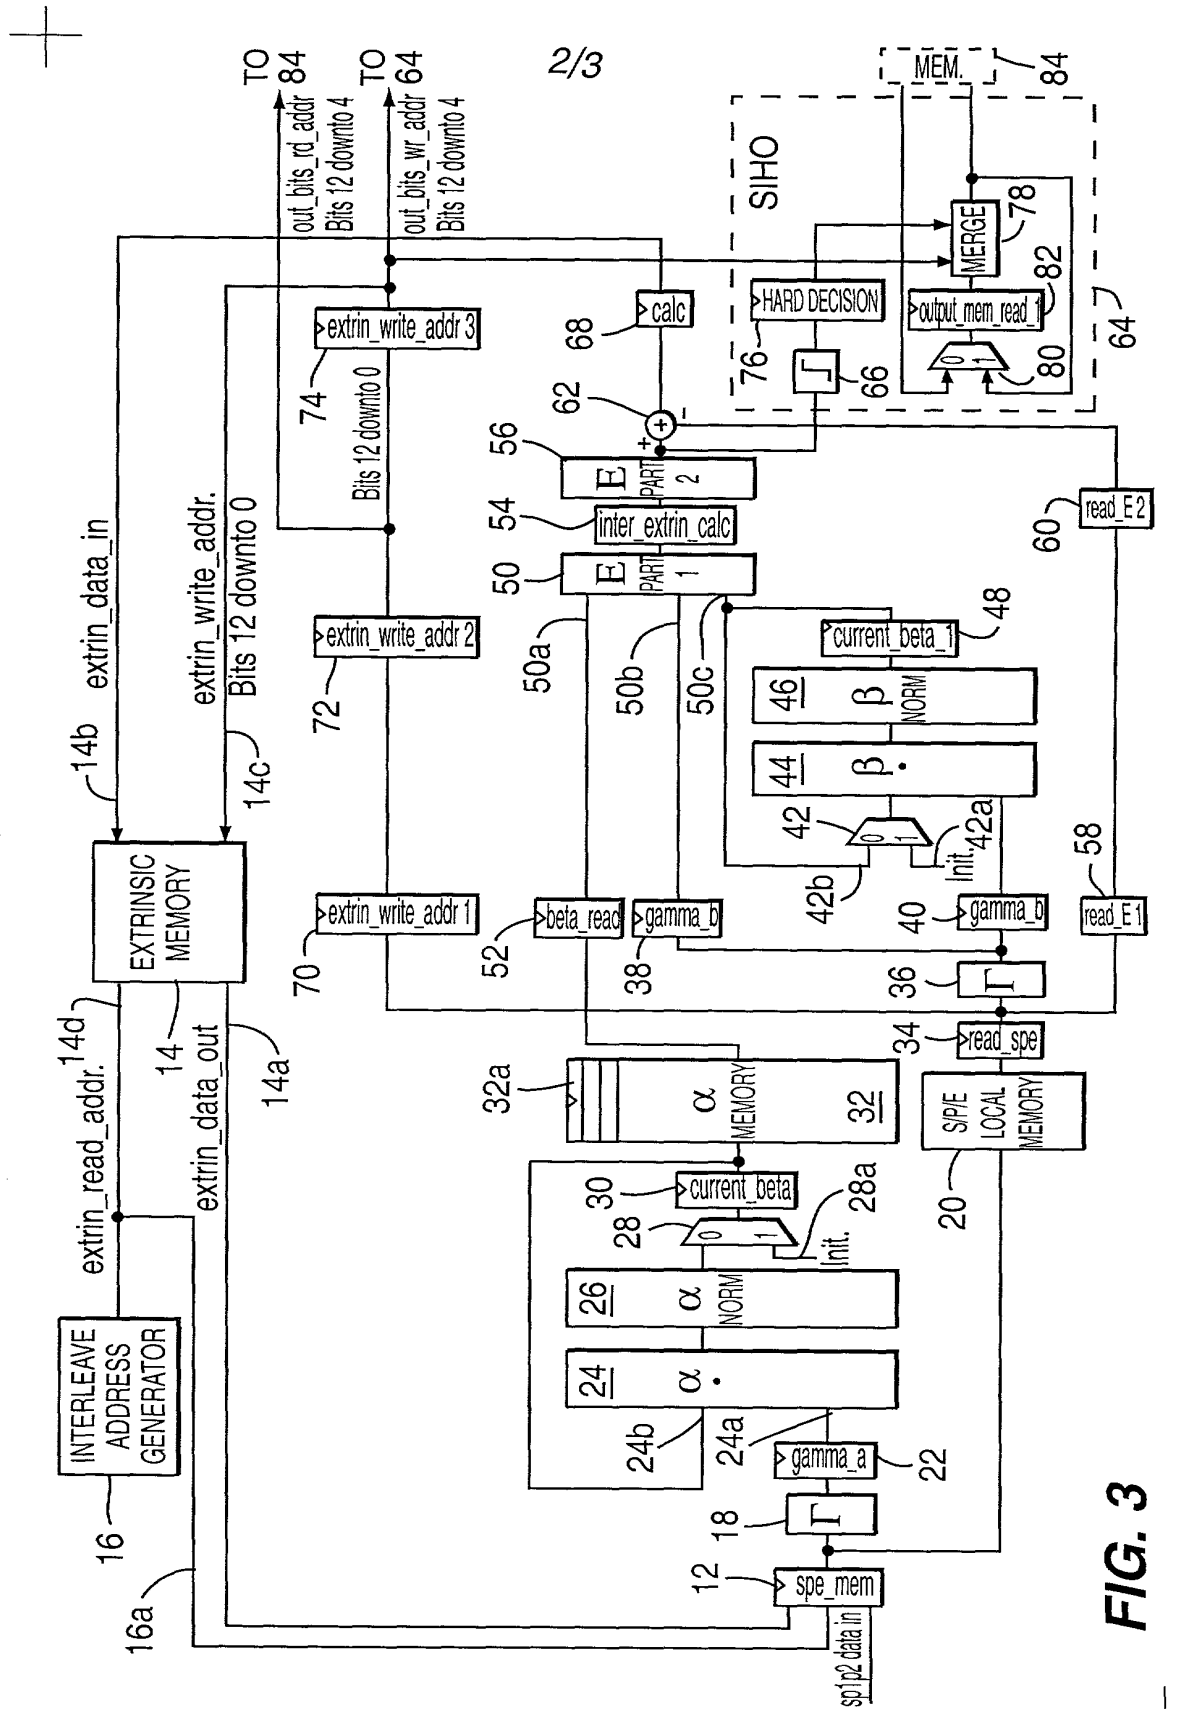 2/3
TO
84
out_bits_rd_addr
Bits 12 downto 4
TO
64
out_bits_wr_addr
Bits 12 downto 4
INTERLEAVE
ADDRESS
GENERATOR
16
16a
extrin_read_addr.
14d
extrin_data_out
14a
EXTRINSIC
MEMORY
14
14b
extrin_data_in
14c
extrin_write_addr.
Bits 12 downto 0
extrin_write_addr 1
70
extrin_write_addr 2
72
Bits 12 downto 0
extrin_write_addr 3
74
sp1p2 data in
spe_mem
12
Γ
18
gamma_a
22
24a
24b
24
α
26
α
NORM
28
0
1
Init.
28a
30
current_beta
32a
α
MEMORY
32
S/P/E
LOCAL
MEMORY
20
34
read_spe
36
Γ
38
gamma_b
40
gamma_b
52
beta_read
58
read_E1
60
read_E2
42
0
1
42b
Init.
42a
44
β
46
β
NORM
48
current_beta_1
50a
50b
50c
50
E
PART
1
54
inter_extrin_calc
56
E
PART
2
62
+
+
-
68
calc
SIHO
66
76
HARD DECISION
80
0
1
output_mem_read_1
82
MERGE
78
64
MEM.
84
FIG. 3